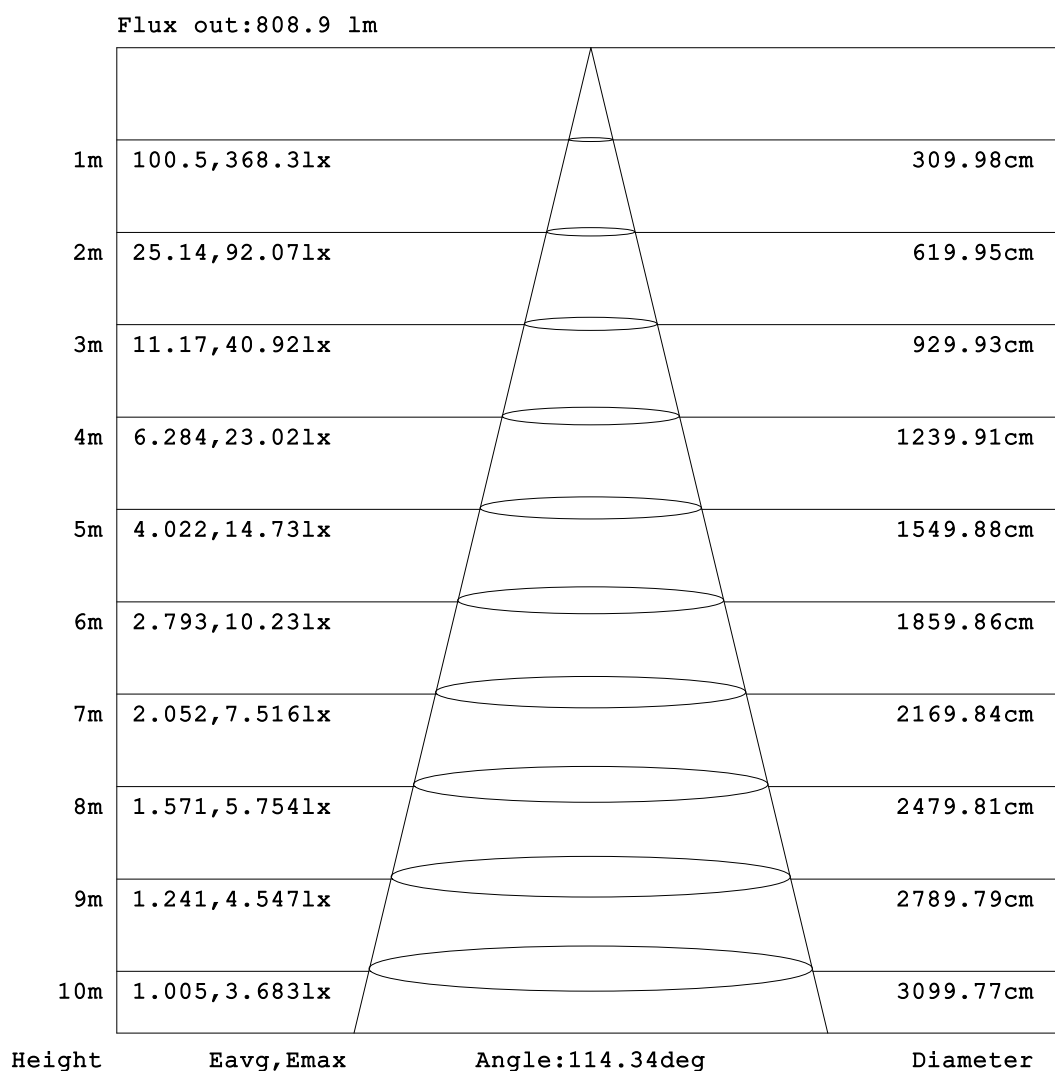 Flux out:808.9 lm
1m 100.5,368.3lx 309.98cm
2m 25.14,92.07lx 619.95cm
3m 11.17,40.92lx 929.93cm
4m 6.284,23.02lx 1239.91cm
5m 4.022,14.73lx 1549.88cm
6m 2.793,10.23lx 1859.86cm
7m 2.052,7.516lx 2169.84cm
8m 1.571,5.754lx 2479.81cm
9m 1.241,4.547lx 2789.79cm
10m 1.005,3.683lx 3099.77cm
Height Eavg,Emax Angle:114.34deg Diameter